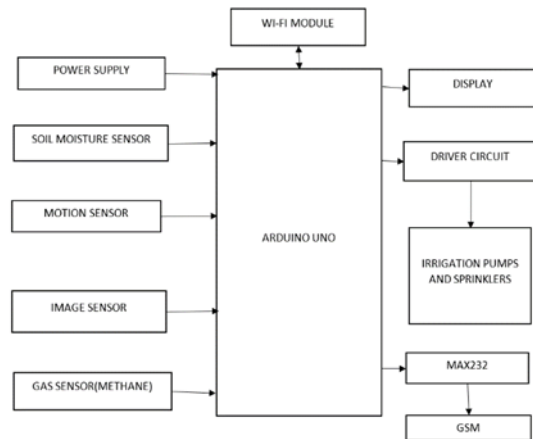 WI-FI MODULE
POWER SUPPLY
DISPLAY
SOIL MOISTURE SENSOR
DRIVER CIRCUIT
MOTION SENSOR
ARDUINO UNO
IRRIGATION PUMPS
AND SPRINKLERS
IMAGE SENSOR
MAX232
GAS SENSOR(METHANE)
GSM